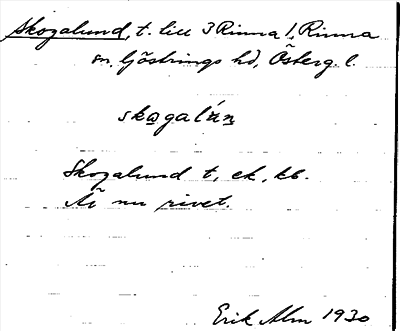 Skogalund, t. till 3 Rinna 1, Rinna
sn, Göstrings hd, Österg. l.
skogalún
Skogalund t, ek, kb.
Är nu rivet.
Erik Alm 1930